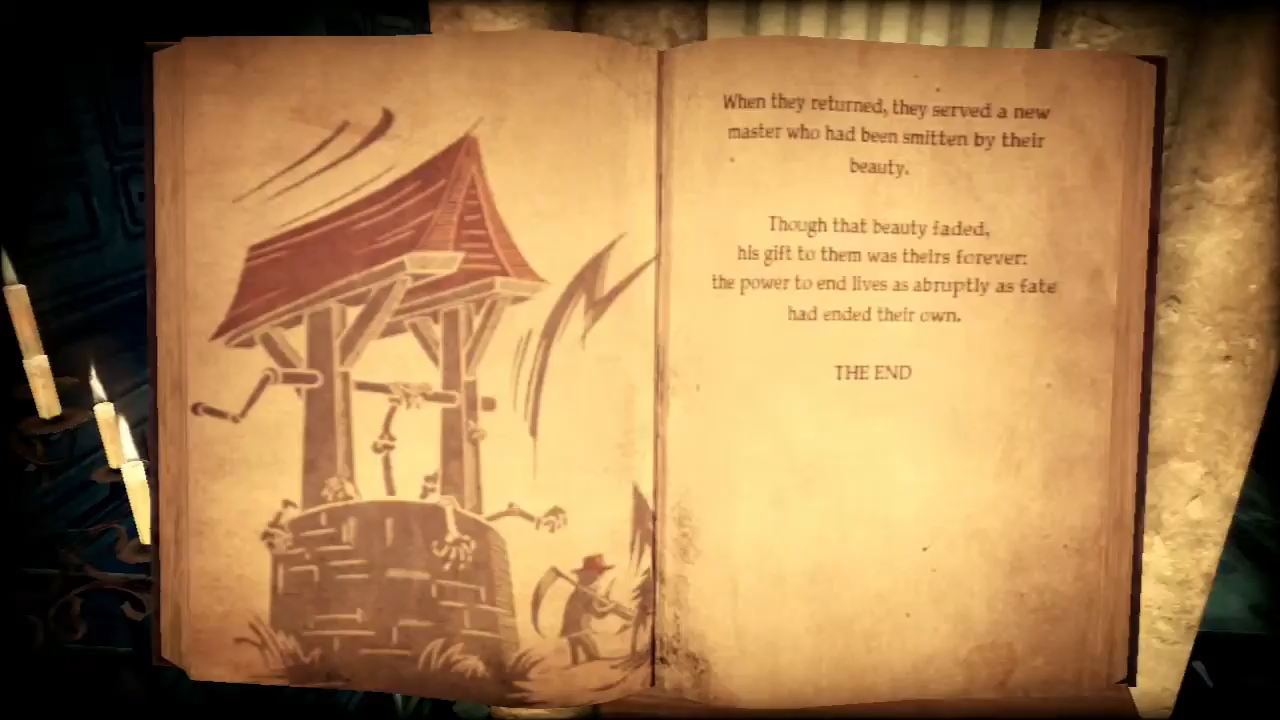 When they returned, they served a new
master who had been smitten by their
beauty.
Though that beauty faded,
his gift to them was theirs forever:
the power to end lives as abruptly as fate
had ended their own.
THE END